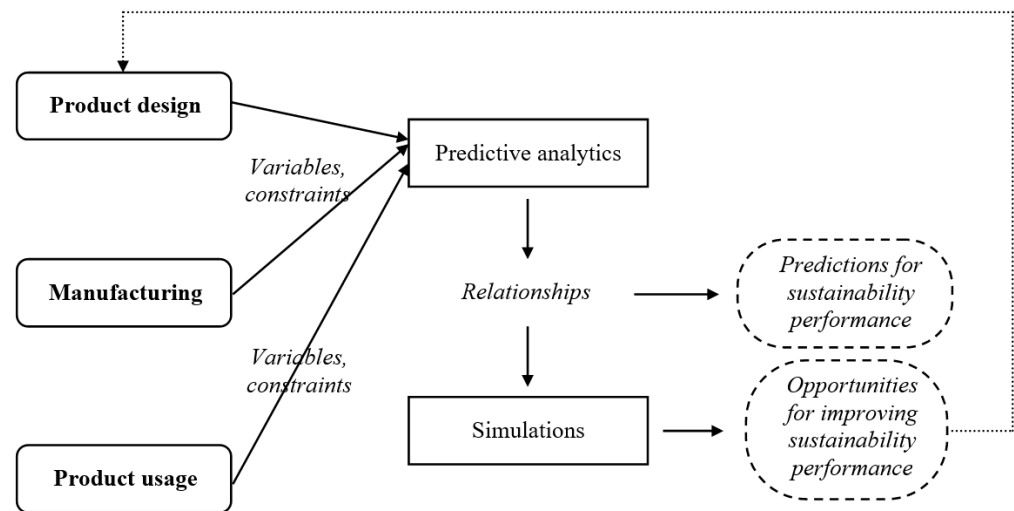 Product design
Variables,
constraints
Predictive analytics
Manufacturing
Relationships
Predictions for
sustainability
performance
Variables,
constraints
Product usage
Simulations
Opportunities
for improving
sustainability
performance